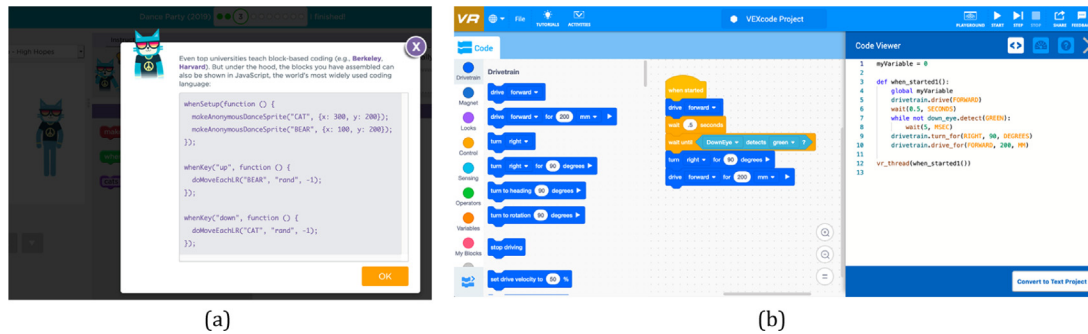 Dance Party (2019)
I finished!
High Hopes
X
Even top universities teach block-based coding (e.g., Berkeley,
Harvard). But under the hood, the blocks you have assembled can
also be shown in JavaScript, the world's most widely used coding
language:
whenSetup(function () {
makeAnonymousDanceSprite("CAT", {x: 300, y: 200});
makeAnonymousDanceSprite("BEAR", {x: 100, y: 200});
});
whenKey("up", function () {
doMoveEachLR("BEAR", "rand", -1);
});
whenKey("down", function () {
doMoveEachLR("CAT", "rand", -1);
});
OK
(a)
VR
File
TUTORIALS
ACTIVITIES
VEXcode Project
PLAYGROUND
START
STEP
STOP
SHARE
Code
Drivetrain
Magnet
Looks
Control
Sensing
Operators
Variables
My Blocks
Drivetrain
drive forward
drive forward for 200 mm
turn right
turn right for 90 degrees
turn to heading 90 degrees
turn to rotation 90 degrees
stop driving
set drive velocity to 50 %
when started
drive forward
wait .5 seconds
wait until DownEye detects green ?
turn right for 90 degrees
drive forward for 200 mm
Code Viewer
1 myVariable = 0
2
3 def when_started1():
4 global myVariable
5 drivetrain.drive(FORWARD)
6 wait(0.5, SECONDS)
7 while not down_eye.detect(GREEN):
8 wait(5, MSEC)
9 drivetrain.turn_for(RIGHT, 90, DEGREES)
10 drivetrain.drive_for(FORWARD, 200, MM)
11
12 vr_thread(when_started1())
13
Convert to Text Project
(b)